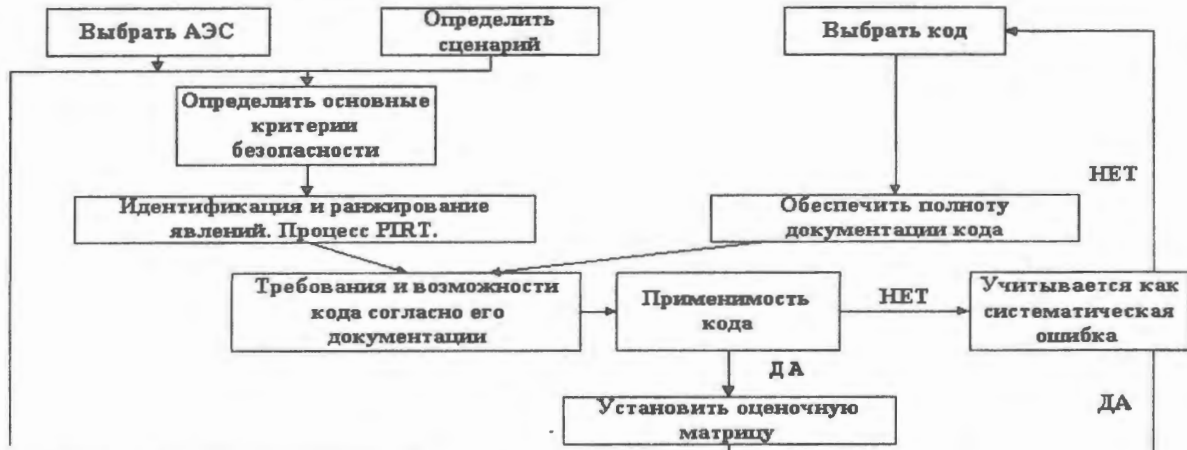 Выбрать АЭС
Определить
сценарий
Выбрать код
Определить основные
критерии
безопасности
НЕТ
Идентификация и ранжирование
явлений. Процесс PIRT.
Обеспечить полноту
документации кода
Требования и возможности
кода согласно его
документации
Применимость
кода
НЕТ
Учитывается как
систематическая
ошибка
ДА
Установить оценочную
матрицу
ДА